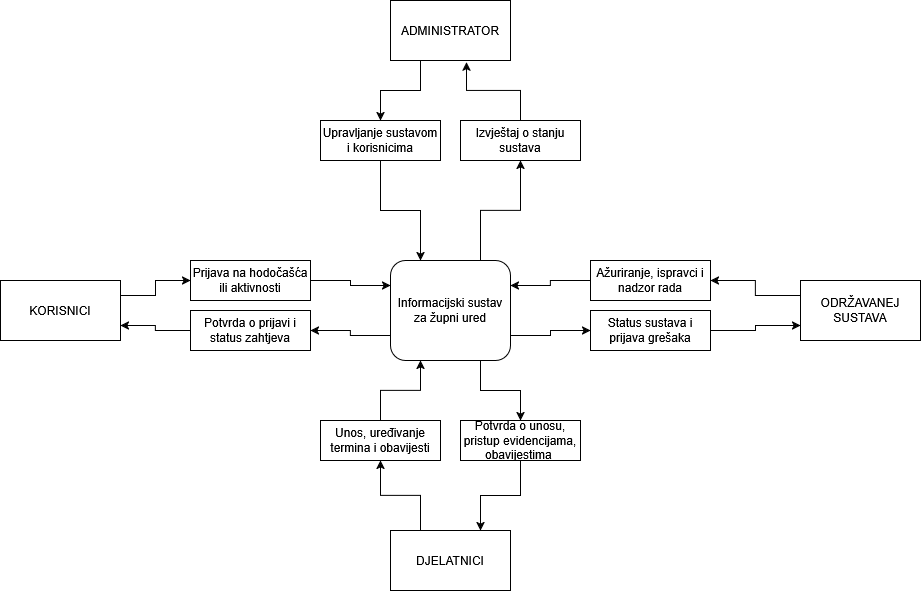 ADMINISTRATOR
Upravljanje sustavom
i korisnicima
Izvještaj o stanju
sustava
Prijava na hodočašća
ili aktivnosti
Informacijski sustav
za župni ured
Ažuriranje, ispravci i
nadzor rada
KORISNICI
ODRŽAVANEJ
SUSTAVA
Potvrda o prijavi i
status zahtjeva
Status sustava i
prijava grešaka
Unos, uređivanje
termina i obavijesti
Potvrda o unosu,
pristup evidencijama,
obavijestima
DJELATNICI